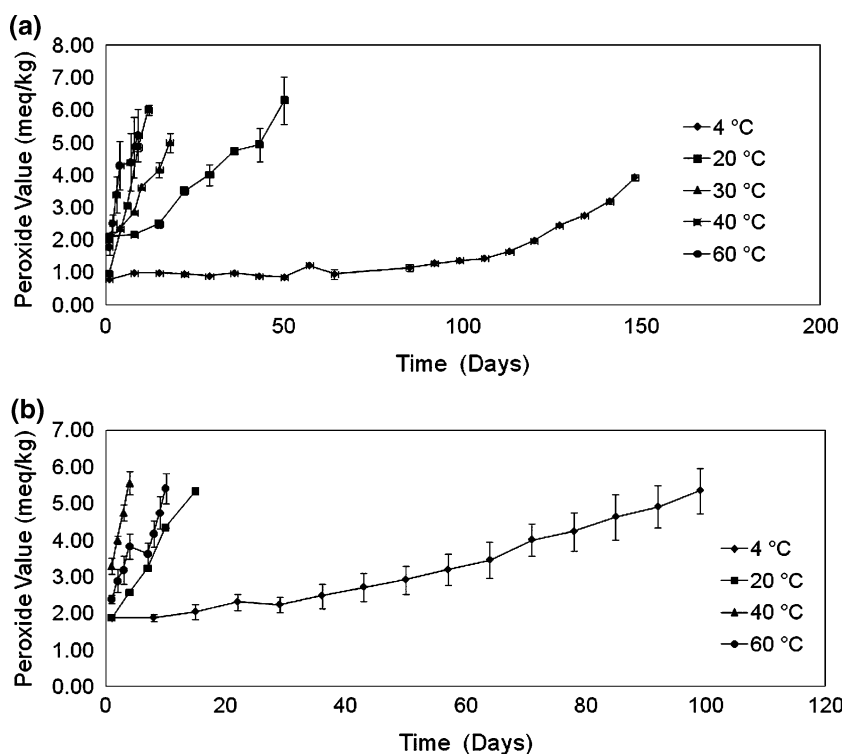 (a)
8.00
7.00
6.00
5.00
4.00
3.00
2.00
1.00
0.00
Peroxide Value (meq/kg)
0
50
100
150
200
Time (Days)
4 °C
20 °C
30 °C
40 °C
60 °C
(b)
7.00
6.00
5.00
4.00
3.00
2.00
1.00
0.00
Peroxide Value (meq/kg)
0
20
40
60
80
100
120
Time (Days)
4 °C
20 °C
40 °C
60 °C